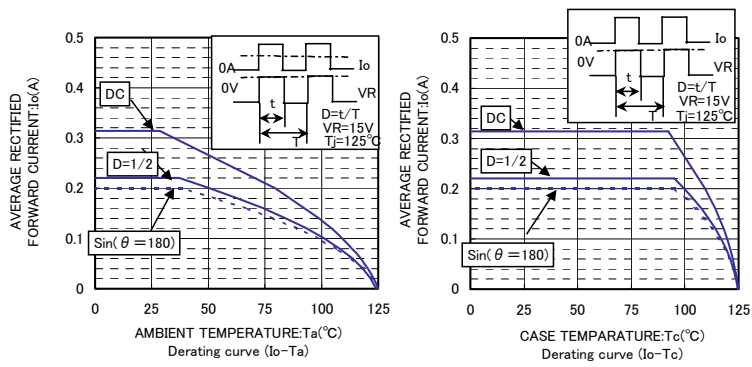 AVERAGE RECTIFIED
FORWARD CURRENT:Io(A)
0.5
0.4
0.3
0.2
0.1
0
0 25 50 75 100 125
DC
D=1/2
Sin(θ=180)
0A
0V
Io
VR
t
T
D=t/T
VR=15V
Tj=125℃
AMBIENT TEMPERATURE:Ta(℃)
Derating curve (Io-Ta)
AVERAGE RECTIFIED
FORWARD CURRENT:Io(A)
0.5
0.4
0.3
0.2
0.1
0
0 25 50 75 100 125
DC
D=1/2
Sin(θ=180)
0A
0V
Io
VR
t
T
D=t/T
VR=15V
Tj=125℃
CASE TEMPARATURE:Tc(℃)
Derating curve (Io-Tc)